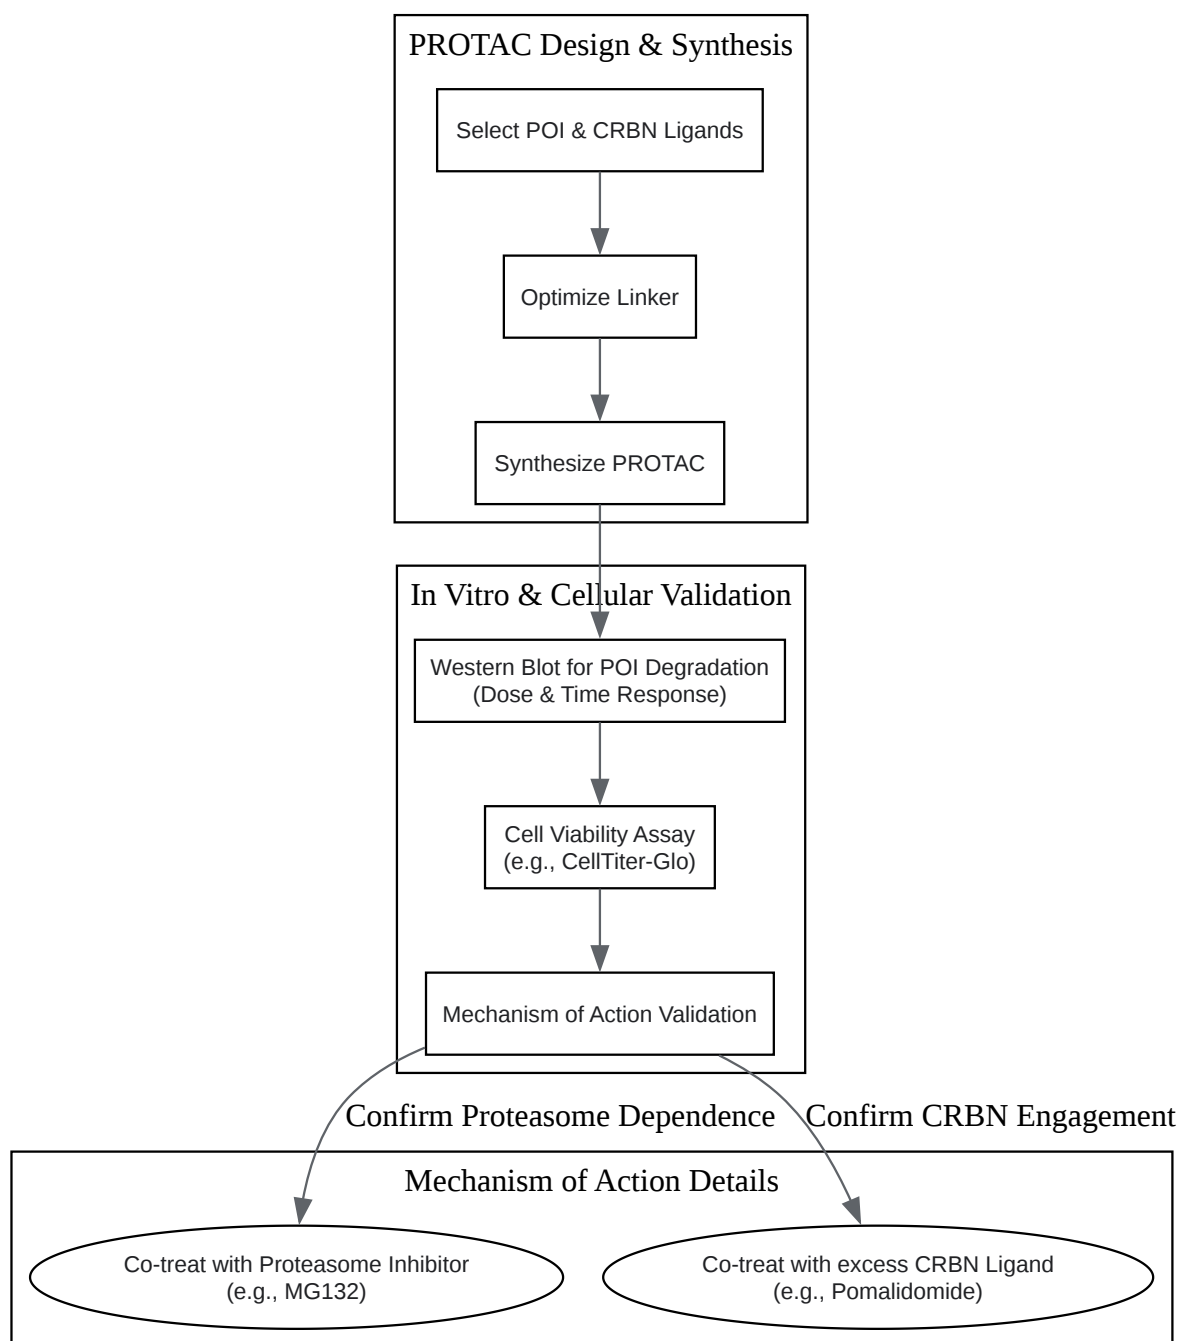 PROTAC Design & Synthesis
Select POI & CRBN Ligands
Optimize Linker
Synthesize PROTAC
In Vitro & Cellular Validation
Western Blot for POI Degradation
(Dose & Time Response)
Cell Viability Assay
(e.g., CellTiter-Glo)
Mechanism of Action Validation
Confirm Proteasome Dependence
Confirm CRBN Engagement
Mechanism of Action Details
Co-treat with Proteasome Inhibitor
(e.g., MG132)
Co-treat with excess CRBN Ligand
(e.g., Pomalidomide)